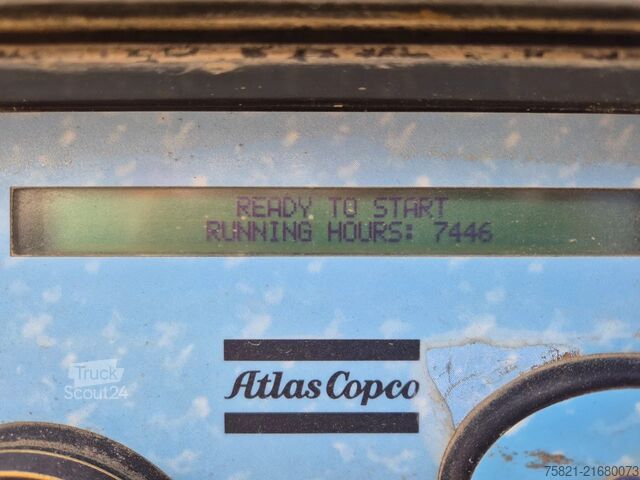 READY TO START
RUNNING HOURS: 7446
Atlas Copco
Truck
Scout24
75821-21680073